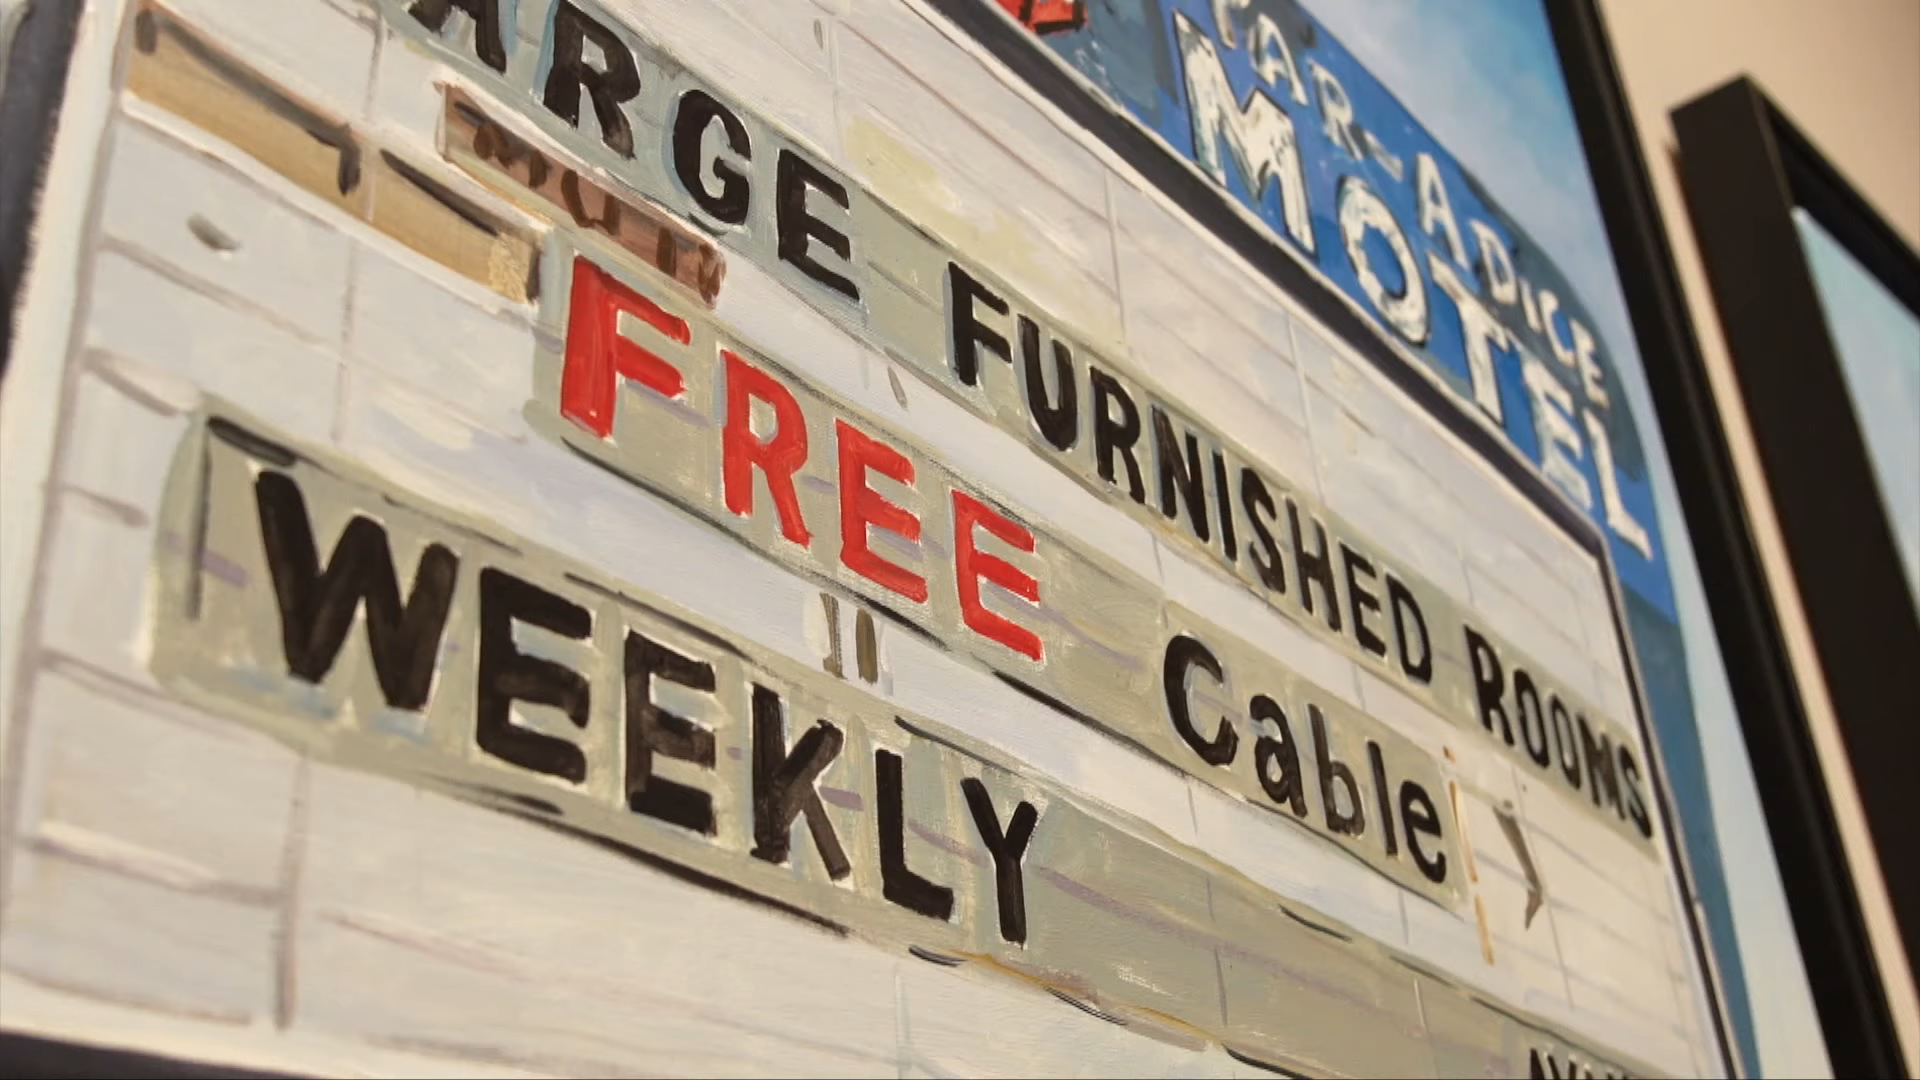 PAR-ADICE
MOTEL
ARGE FURNISHED ROOMS
FREE Cable
WEEKLY